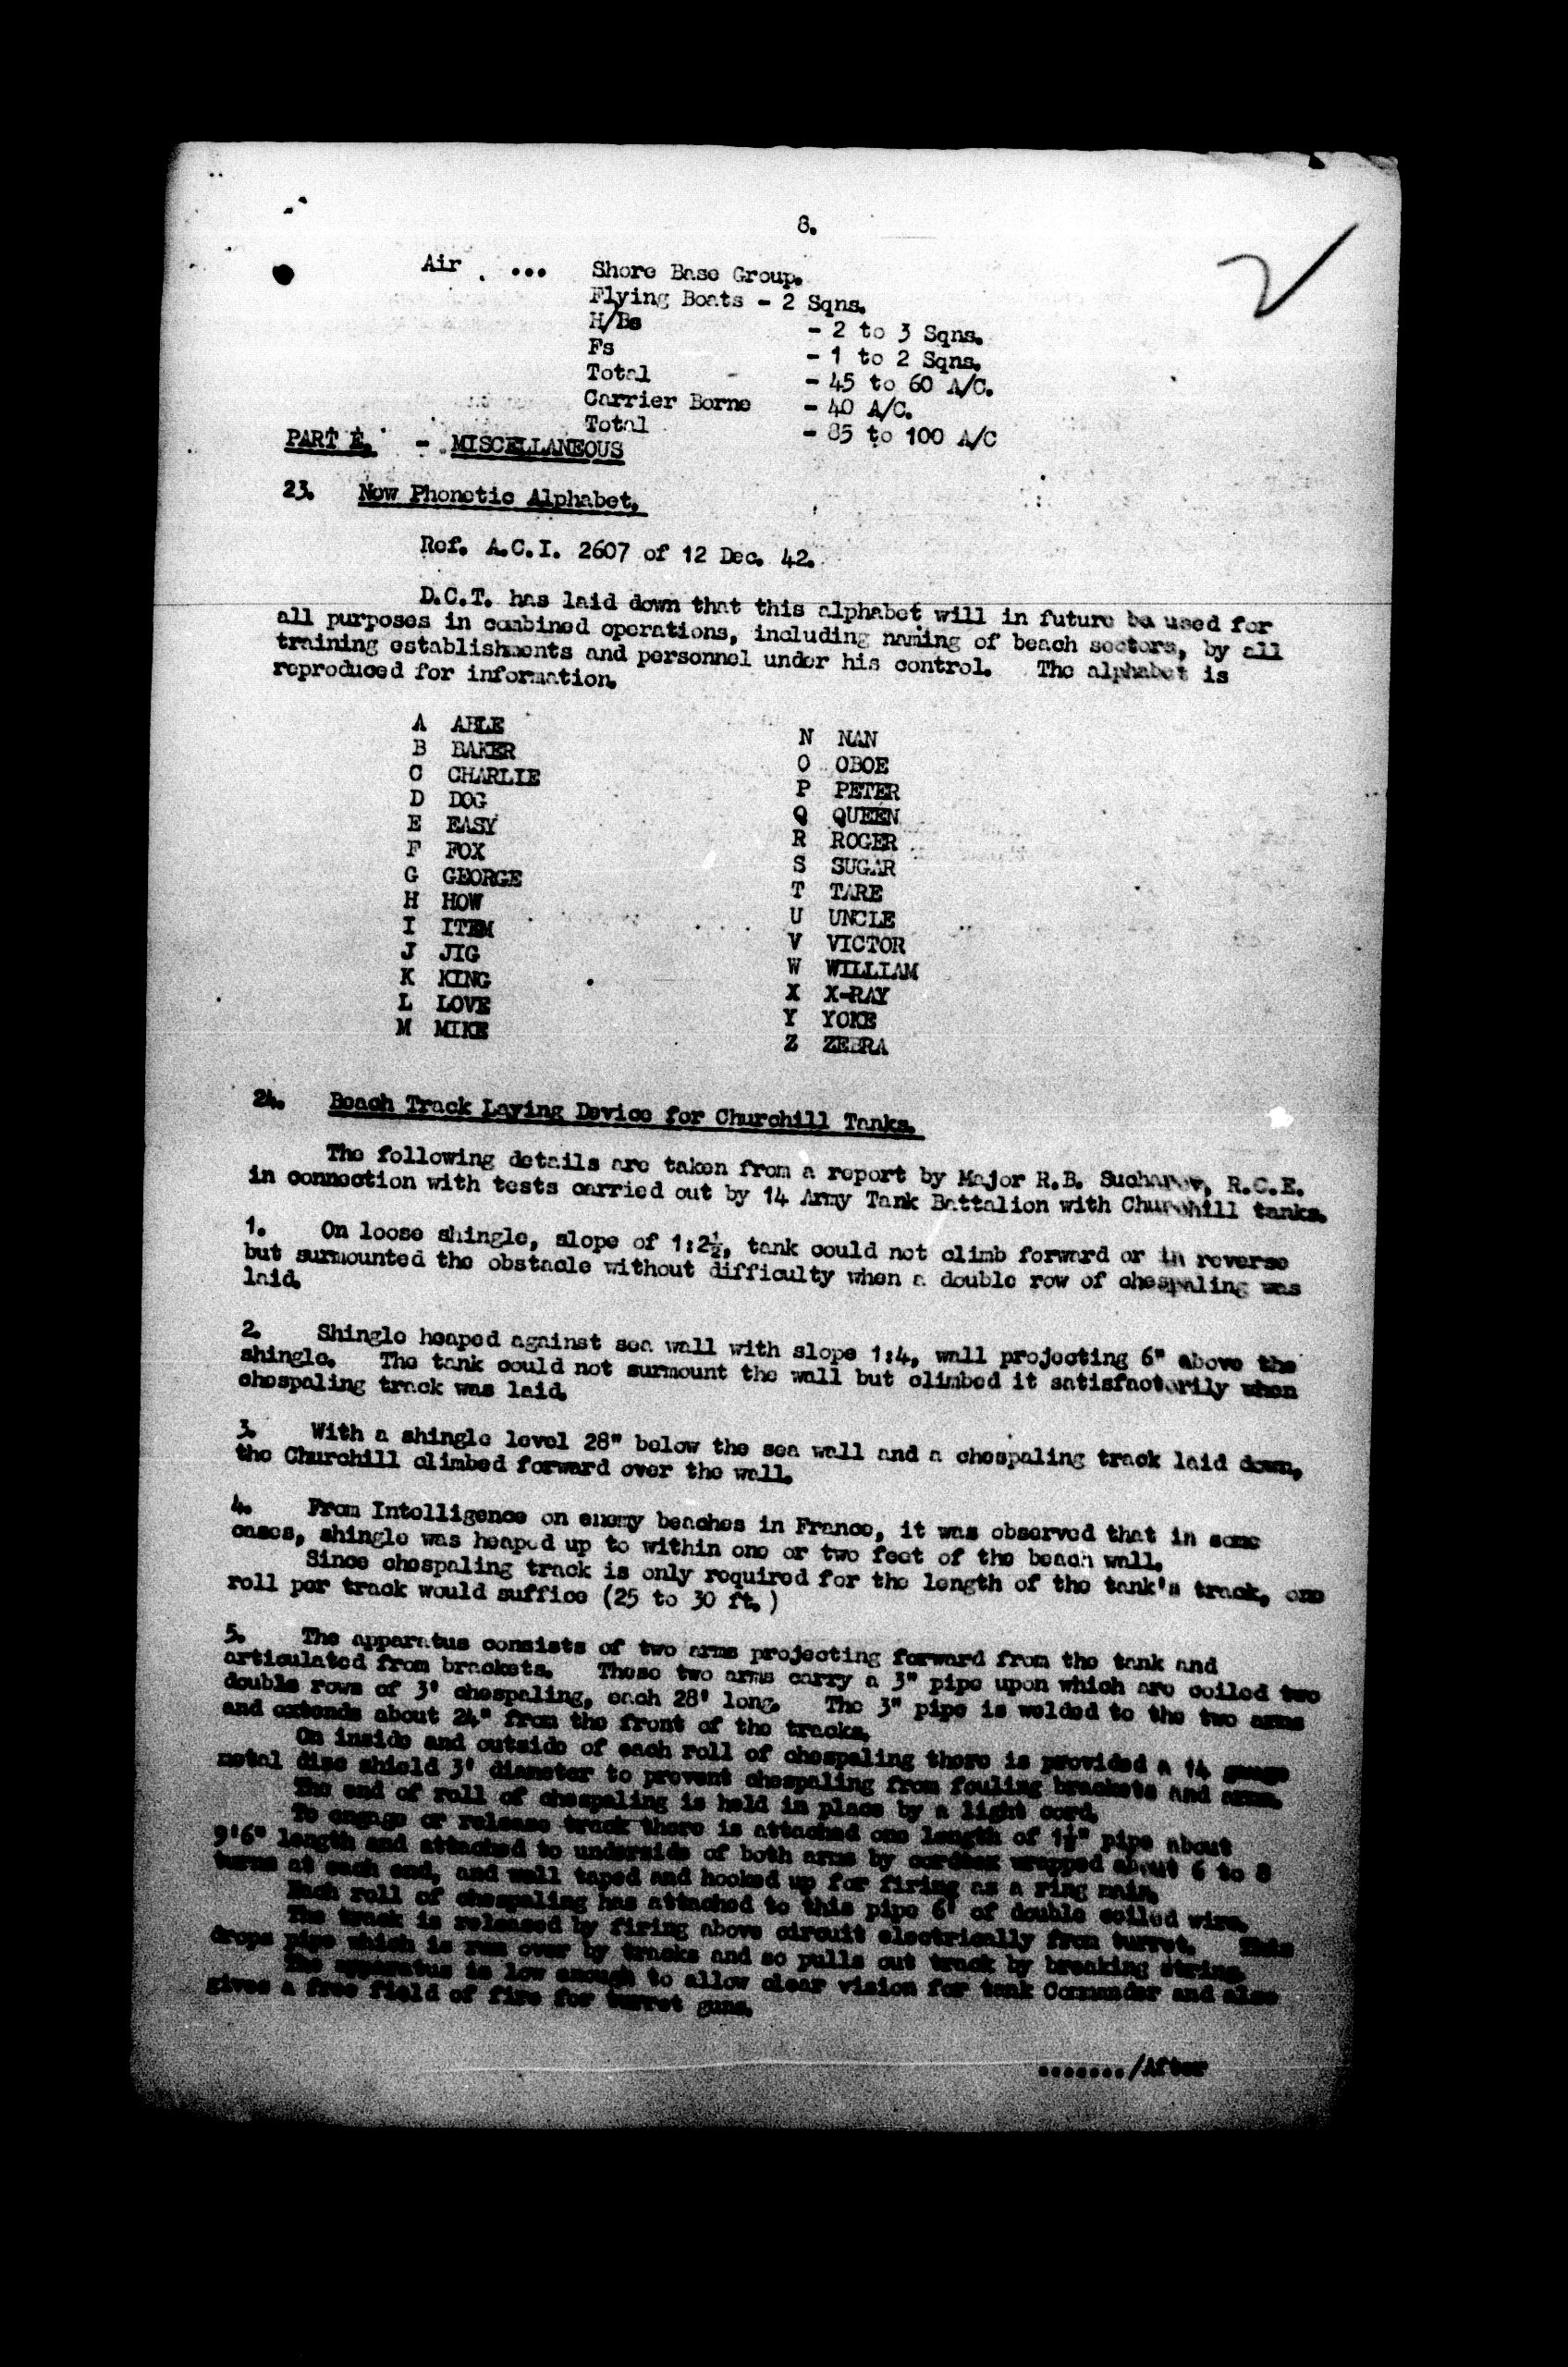 8.
Air ... Shore Base Group.
Flying Boats - 2 Sqns.
H/Bs - 2 to 3 Sqns.
Fs - 1 to 2 Sqns.
Total - 45 to 60 A/C.
Carrier Borne - 40 A/C.
Total - 85 to 100 A/C
PART E. - MISCELLANEOUS
23. New Phonetic Alphabet.
Ref. A.C.I. 2607 of 12 Dec. 42.
D.C.T. has laid down that this alphabet will in future be used for
all purposes in combined operations, including naming of beach sectors, by all
training establishments and personnel under his control. The alphabet is
reproduced for information.
A ABLE
B BAKER
C CHARLIE
D DOG
E EASY
F FOX
G GEORGE
H HOW
I ITEM
J JIG
K KING
L LOVE
M MIKE
N NAN
O OBOE
P PETER
Q QUEEN
R ROGER
S SUGAR
T TARE
U UNCLE
V VICTOR
W WILLIAM
X X-RAY
Y YOKE
Z ZEBRA
24. Beach Track Laying Device for Churchill Tanks.
The following details are taken from a report by Major R.B. Sucharov, R.C.E.
in connection with tests carried out by 14 Army Tank Battalion with Churchill tanks.
1. On loose shingle, slope of 1:2½, tank could not climb forward or in reverse
but surmounted the obstacle without difficulty when a double row of chespaling was
laid.
2. Shingle heaped against sea wall with slope 1:4, wall projecting 6" above the
shingle. The tank could not surmount the wall but climbed it satisfactorily when
chespaling track was laid.
3. With a shingle level 28" below the sea wall and a chespaling track laid down,
the Churchill climbed forward over the wall.
4. From Intelligence on enemy beaches in France, it was observed that in some
cases, shingle was heaped up to within one or two feet of the beach wall.
Since chespaling track is only required for the length of the tank's track, one
roll per track would suffice (25 to 30 ft.)
5. The apparatus consists of two arms projecting forward from the tank and
articulated from brackets. These two arms carry a 3" pipe upon which are coiled two
double rows of 3' chespaling, each 28' long. The 3" pipe is welded to the two arms
and extends about 24" from the front of the tracks.
On inside and outside of each roll of chespaling there is provided a 14 gauge
metal disc shield 3' diameter to prevent chespaling from fouling brackets and arms.
The end of roll of chespaling is held in place by a light cord.
To engage or release track there is attached one length of 1½" pipe about
9'6" length and attached to underside of both arms by cordtex wrapped about 6 to 8
turns at each end, and well taped and hooked up for firing as a ring main.
Each roll of chespaling has attached to this pipe 6' of double coiled wire.
The track is released by firing above circuit electrically from turret. This
drops pipe which is run over by tracks and so pulls out track by breaking string.
The apparatus is low enough to allow clear vision for tank Commander and also
gives a free field of fire for turret guns.
......./After